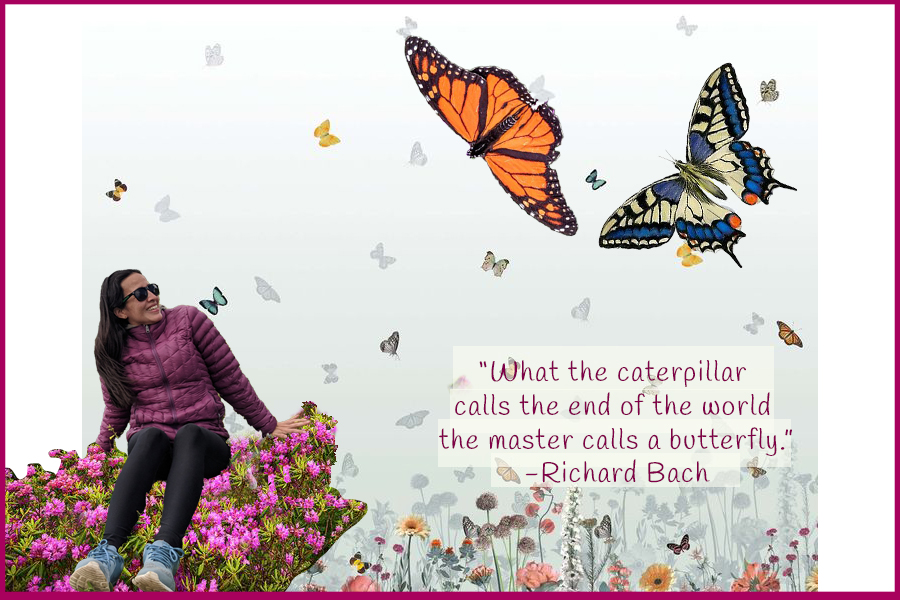 "What the caterpillar
calls the end of the world
the master calls a butterfly."
-Richard Bach